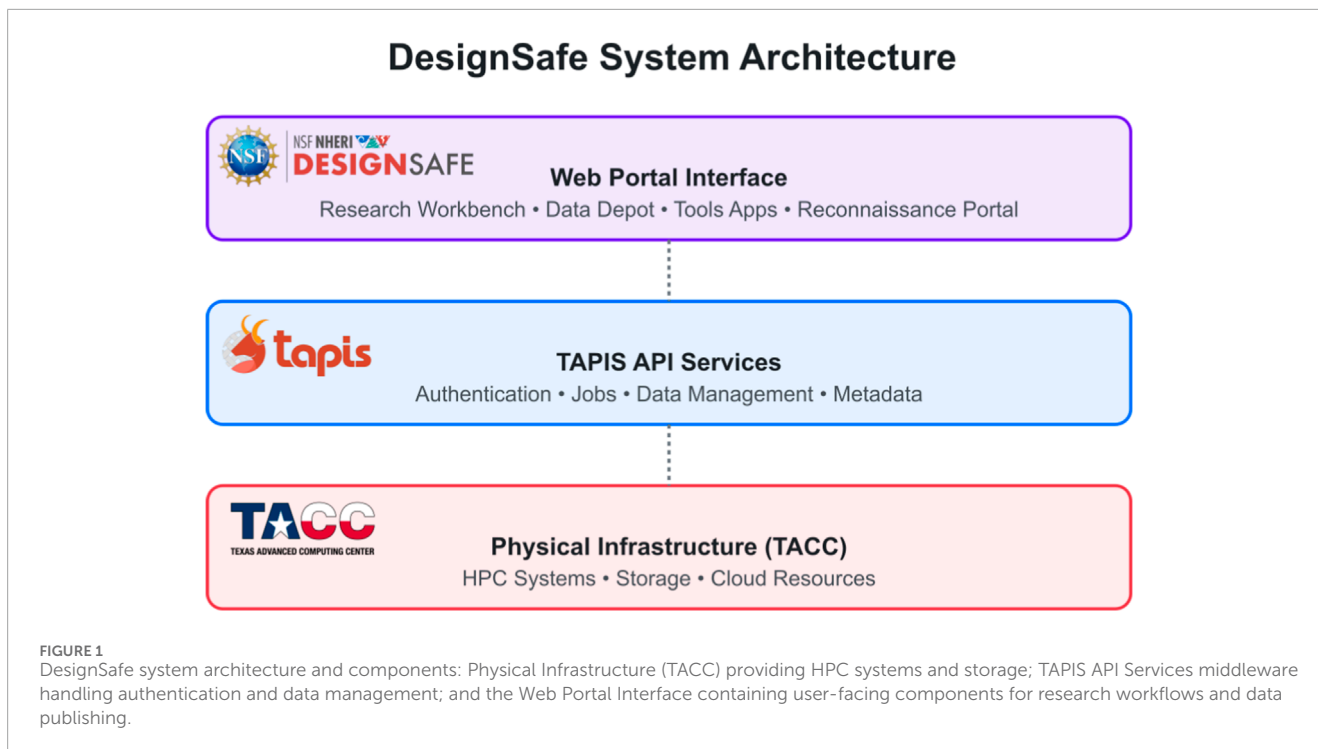 DesignSafe System Architecture
NSF
NSF NHERI
DESIGNSAFE
Web Portal Interface
Research Workbench • Data Depot • Tools Apps • Reconnaissance Portal
tapis
TAPIS API Services
Authentication • Jobs • Data Management • Metadata
TACC
TEXAS ADVANCED COMPUTING CENTER
Physical Infrastructure (TACC)
HPC Systems • Storage • Cloud Resources
FIGURE 1
DesignSafe system architecture and components: Physical Infrastructure (TACC) providing HPC systems and storage; TAPIS API Services middleware
handling authentication and data management; and the Web Portal Interface containing user-facing components for research workflows and data
publishing.